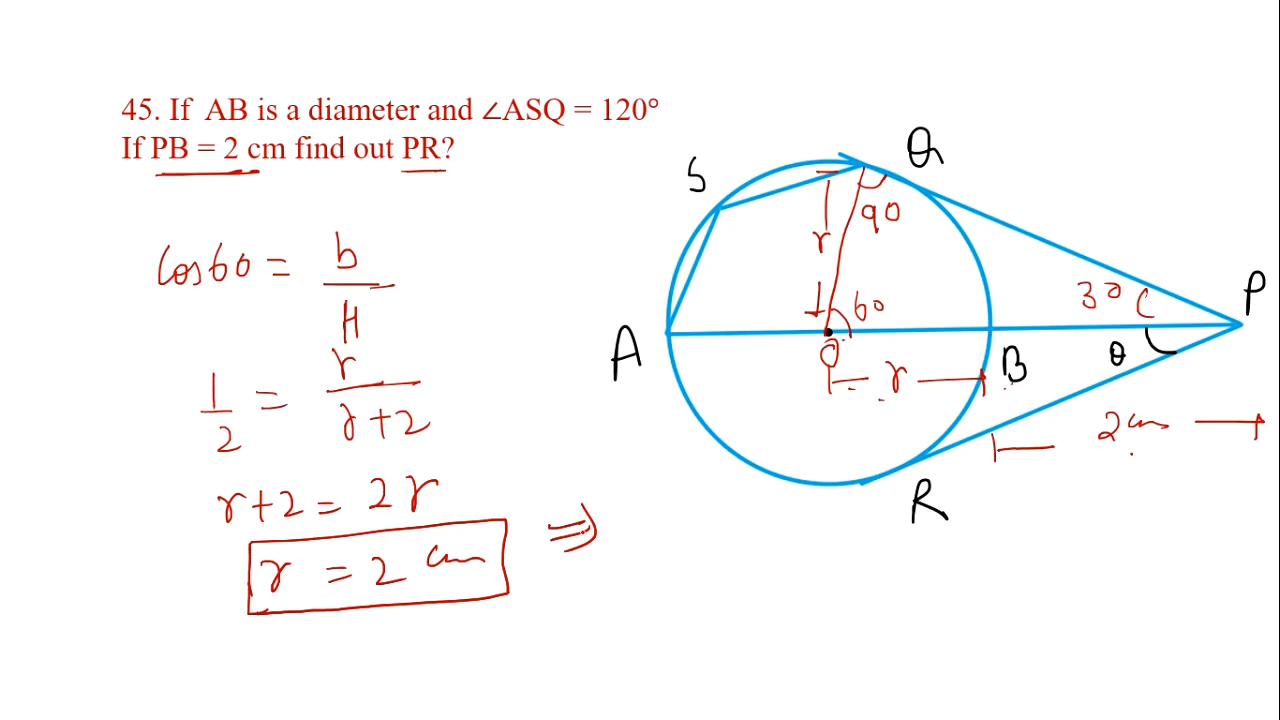 45. If AB is a diameter and ∠ASQ = 120°
If PB = 2 cm find out PR?
Cos60 = b/H
1/2 = r/r+2
r+2 = 2r
r = 2 cm
⇒
S
Q
90
r
60
30
P
A
O
B
θ
r
2cm
R